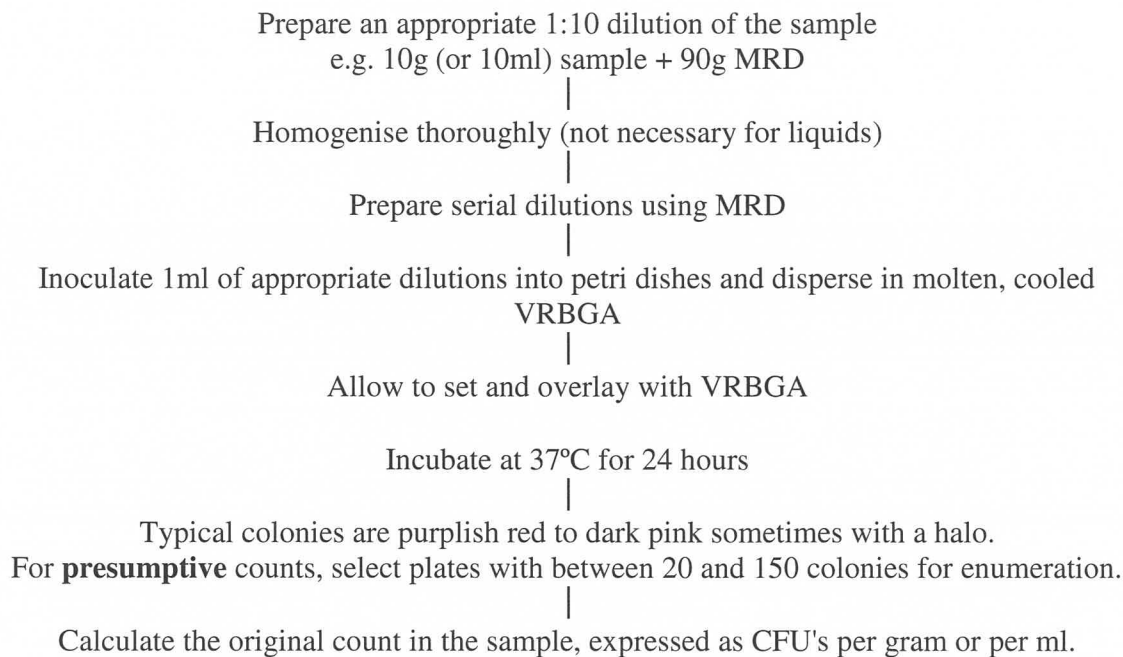 Prepare an appropriate 1:10 dilution of the sample
e.g. 10g (or 10ml) sample + 90g MRD
Homogenise thoroughly (not necessary for liquids)
Prepare serial dilutions using MRD
Inoculate 1ml of appropriate dilutions into petri dishes and disperse in molten, cooled
VRBGA
Allow to set and overlay with VRBGA
Incubate at 37ºC for 24 hours
Typical colonies are purplish red to dark pink sometimes with a halo.
For presumptive counts, select plates with between 20 and 150 colonies for enumeration.
Calculate the original count in the sample, expressed as CFU's per gram or per ml.